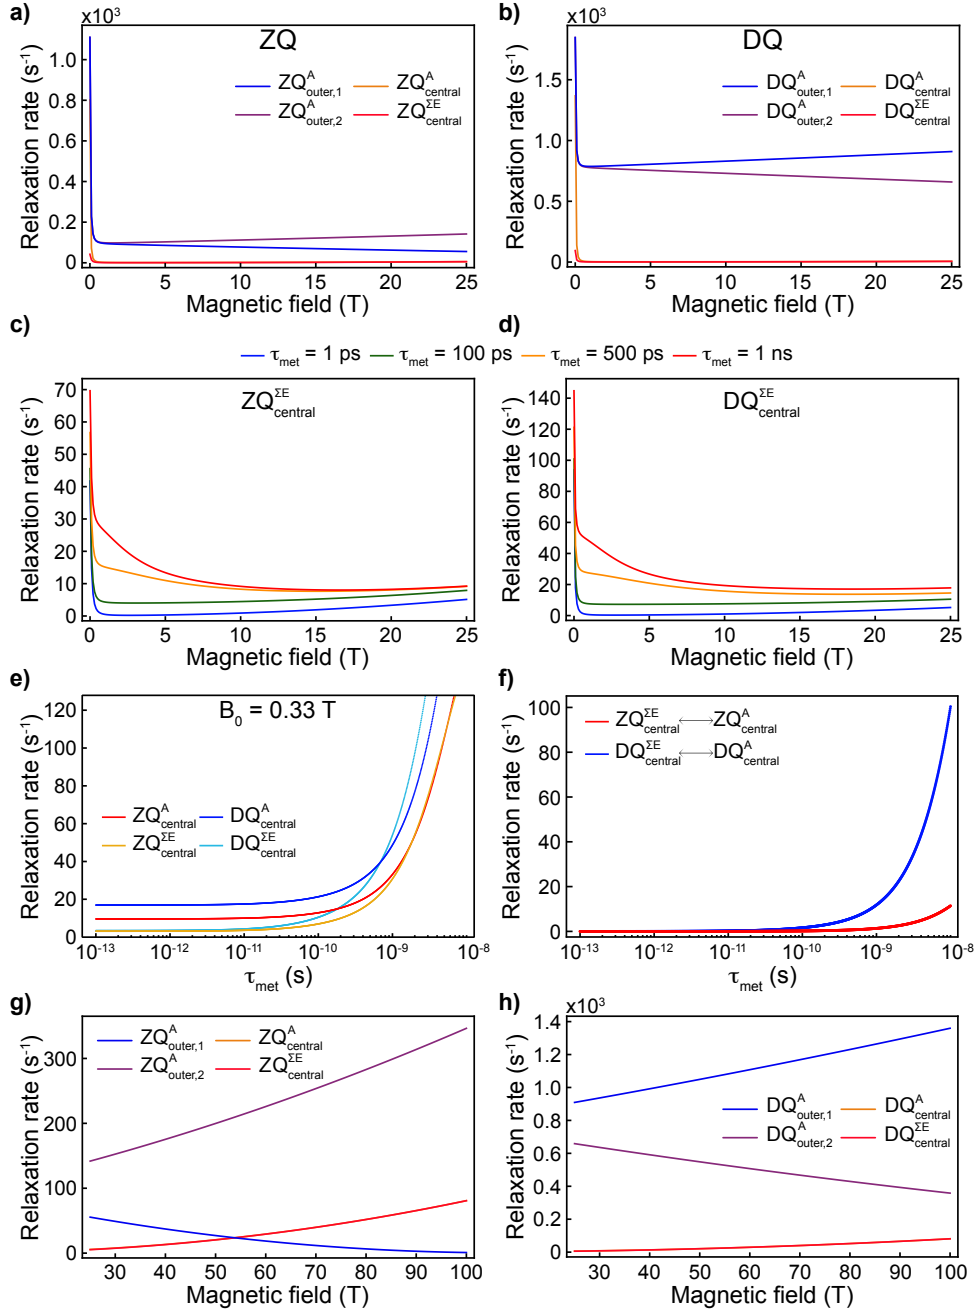 a)
x10³
ZQ
ZQ^A_outer,1
ZQ^A_central
ZQ^A_outer,2
ZQ^ΣE_central
Relaxation rate (s⁻¹)
1.0
0.8
0.6
0.4
0.2
0
0 5 10 15 20 25
Magnetic field (T)
b)
x10³
DQ
DQ^A_outer,1
DQ^A_central
DQ^A_outer,2
DQ^ΣE_central
Relaxation rate (s⁻¹)
1.5
1.0
0.5
0
0 5 10 15 20 25
Magnetic field (T)
c)
d)
τ_met = 1 ps
τ_met = 100 ps
τ_met = 500 ps
τ_met = 1 ns
ZQ^ΣE_central
Relaxation rate (s⁻¹)
70
60
50
40
30
20
10
0
0 5 10 15 20 25
Magnetic field (T)
DQ^ΣE_central
Relaxation rate (s⁻¹)
140
120
100
80
60
40
20
0
0 5 10 15 20 25
Magnetic field (T)
e)
B₀ = 0.33 T
ZQ^A_central
DQ^A_central
ZQ^ΣE_central
DQ^ΣE_central
Relaxation rate (s⁻¹)
120
100
80
60
40
20
0
10⁻¹³ 10⁻¹² 10⁻¹¹ 10⁻¹⁰ 10⁻⁹ 10⁻⁸
τ_met (s)
f)
ZQ^ΣE_central ⟷ ZQ^A_central
DQ^ΣE_central ⟷ DQ^A_central
Relaxation rate (s⁻¹)
100
80
60
40
20
0
10⁻¹³ 10⁻¹² 10⁻¹¹ 10⁻¹⁰ 10⁻⁹ 10⁻⁸
τ_met (s)
g)
ZQ^A_outer,1
ZQ^A_central
ZQ^A_outer,2
ZQ^ΣE_central
Relaxation rate (s⁻¹)
300
200
100
0
30 40 50 60 70 80 90 100
Magnetic field (T)
h)
x10³
DQ^A_outer,1
DQ^A_central
DQ^A_outer,2
DQ^ΣE_central
Relaxation rate (s⁻¹)
1.4
1.2
1.0
0.8
0.6
0.4
0.2
0
30 40 50 60 70 80 90 100
Magnetic field (T)